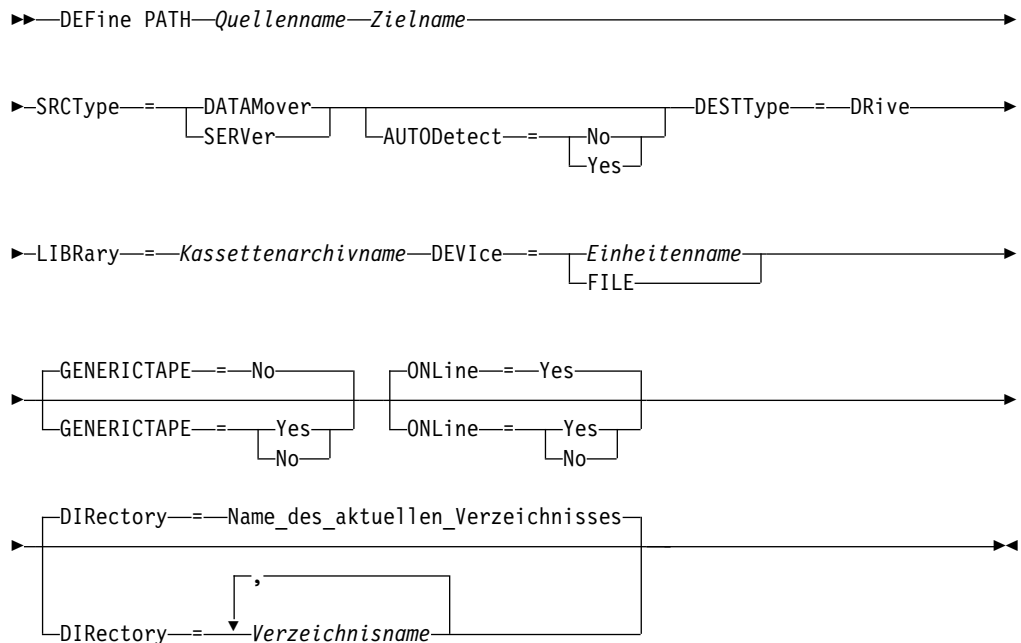 DEFine PATH Quellenname Zielname
SRCType = DATAMover DESTType = DRive
SERVer AUTODetect = No
Yes
LIBRary = Kassettenarchivname DEVIce = Einheitenname
FILE
GENERICTAPE = No ONLine = Yes
GENERICTAPE = Yes ONLine = Yes
No No
DIRectory = Name_des_aktuellen_Verzeichnisses
,
DIRectory = Verzeichnisname